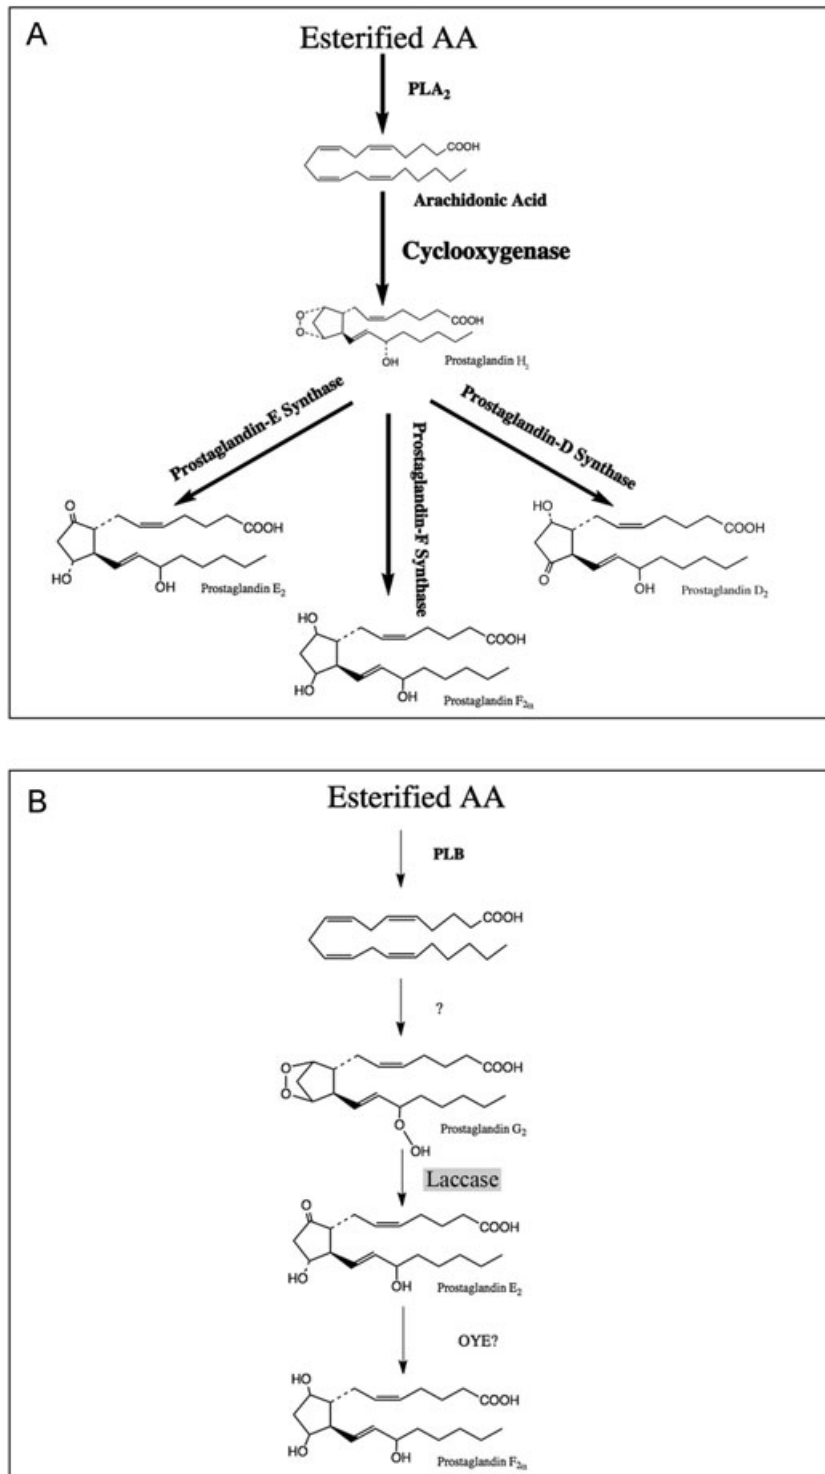 A
Esterified AA
PLA₂
COOH
Arachidonic Acid
Cyclooxygenase
O
O
COOH
OH
Prostaglandin H₂
Prostaglandin-E Synthase
Prostaglandin-F Synthase
Prostaglandin-D Synthase
O
COOH
HO
OH
Prostaglandin E₂
HO
COOH
O
OH
Prostaglandin D₂
HO
COOH
HO
OH
Prostaglandin F₂α
B
Esterified AA
PLB
COOH
?
O
O
COOH
O
OH
Prostaglandin G₂
Laccase
O
COOH
HO
OH
Prostaglandin E₂
OYE?
HO
COOH
HO
OH
Prostaglandin F₂α